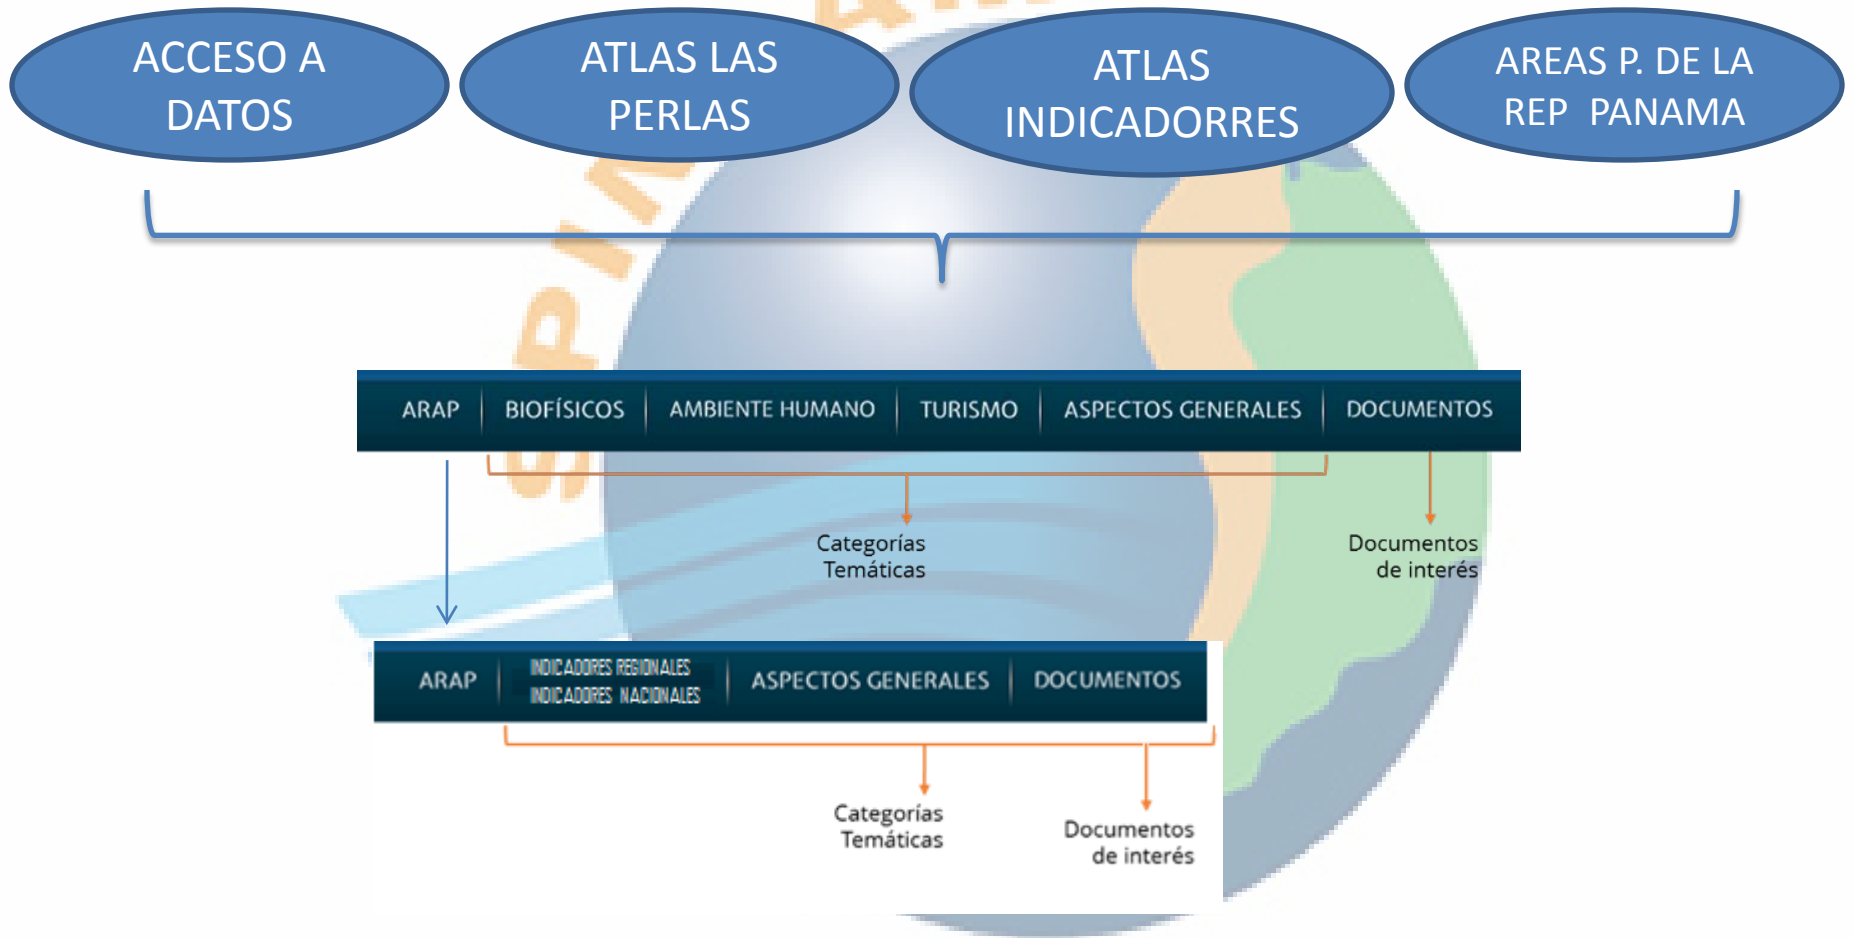 ACCESO A
DATOS
ATLAS LAS
PERLAS
ATLAS
INDICADORRES
AREAS P. DE LA
REP PANAMA
ARAP
BIOFÍSICOS
AMBIENTE HUMANO
TURISMO
ASPECTOS GENERALES
DOCUMENTOS
Categorías
Temáticas
Documentos
de interés
ARAP
INDICADORES REGIONALES
INDICADORES NACIONALES
ASPECTOS GENERALES
DOCUMENTOS
Categorías
Temáticas
Documentos
de interés